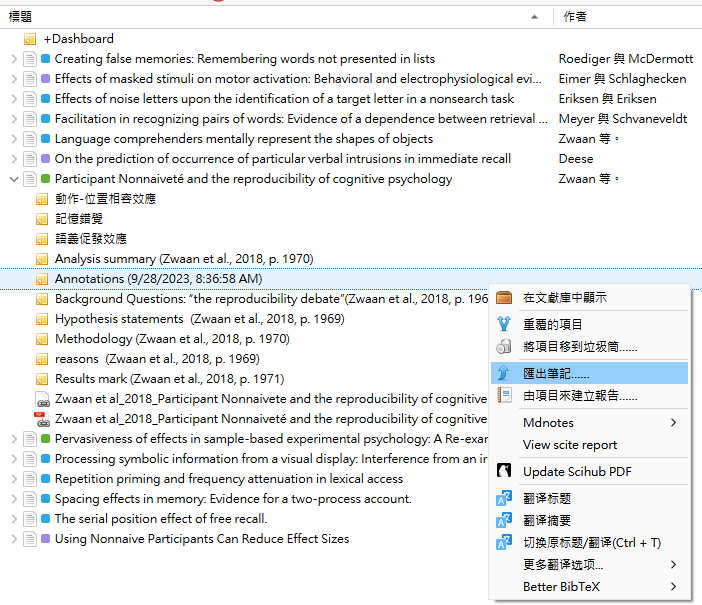 標題 作者
+Dashboard
Creating false memories: Remembering words not presented in lists Roediger 與 McDermott
Effects of masked stimuli on motor activation: Behavioral and electrophysiological evi... Eimer 與 Schlaghecken
Effects of noise letters upon the identification of a target letter in a nonsearch task Eriksen 與 Eriksen
Facilitation in recognizing pairs of words: Evidence of a dependence between retrieval ... Meyer 與 Schvaneveldt
Language comprehenders mentally represent the shapes of objects Zwaan 等。
On the prediction of occurrence of particular verbal intrusions in immediate recall Deese
Participant Nonnaiveté and the reproducibility of cognitive psychology Zwaan 等。
動作-位置相容效應
記憶錯覺
語義促發效應
Analysis summary (Zwaan et al., 2018, p. 1970)
Annotations (9/28/2023, 8:36:58 AM)
Background Questions: “the reproducibility debate”(Zwaan et al., 2018, p. 196
Hypothesis statements (Zwaan et al., 2018, p. 1969)
Methodology (Zwaan et al., 2018, p. 1970)
reasons (Zwaan et al., 2018, p. 1969)
Results mark (Zwaan et al., 2018, p. 1971)
Zwaan et al_2018_Participant Nonnaivete and the reproducibility of cognitive
Zwaan et al_2018_Participant Nonnaiveté and the reproducibility of cognitive
Pervasiveness of effects in sample-based experimental psychology: A Re-exar
Processing symbolic information from a visual display: Interference from an ir
Repetition priming and frequency attenuation in lexical access
Spacing effects in memory: Evidence for a two-process account.
The serial position effect of free recall.
Using Nonnaive Participants Can Reduce Effect Sizes
在文獻庫中顯示
重覆的項目
將項目移到垃圾筒......
匯出筆記......
由項目來建立報告......
Mdnotes
View scite report
Update Scihub PDF
翻译标题
翻译摘要
切换原标题/翻译(Ctrl + T)
更多翻译选项...
Better BibTeX